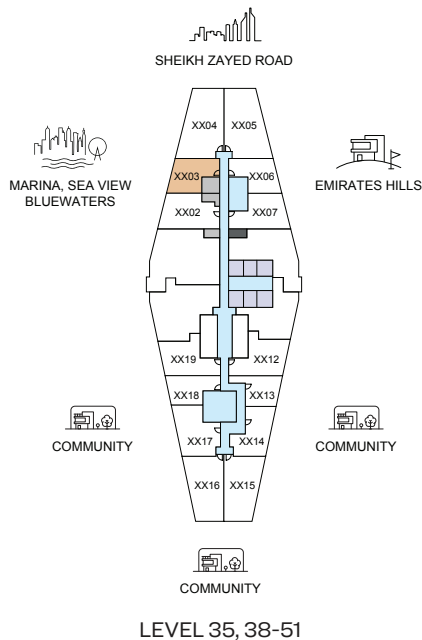 SHEIKH ZAYED ROAD
XX04
XX05
MARINA, SEA VIEW
BLUEWATERS
EMIRATES HILLS
XX03
XX06
XX02
XX07
XX19
XX12
XX18
XX13
COMMUNITY
COMMUNITY
XX17
XX14
XX16
XX15
COMMUNITY
LEVEL 35, 38-51